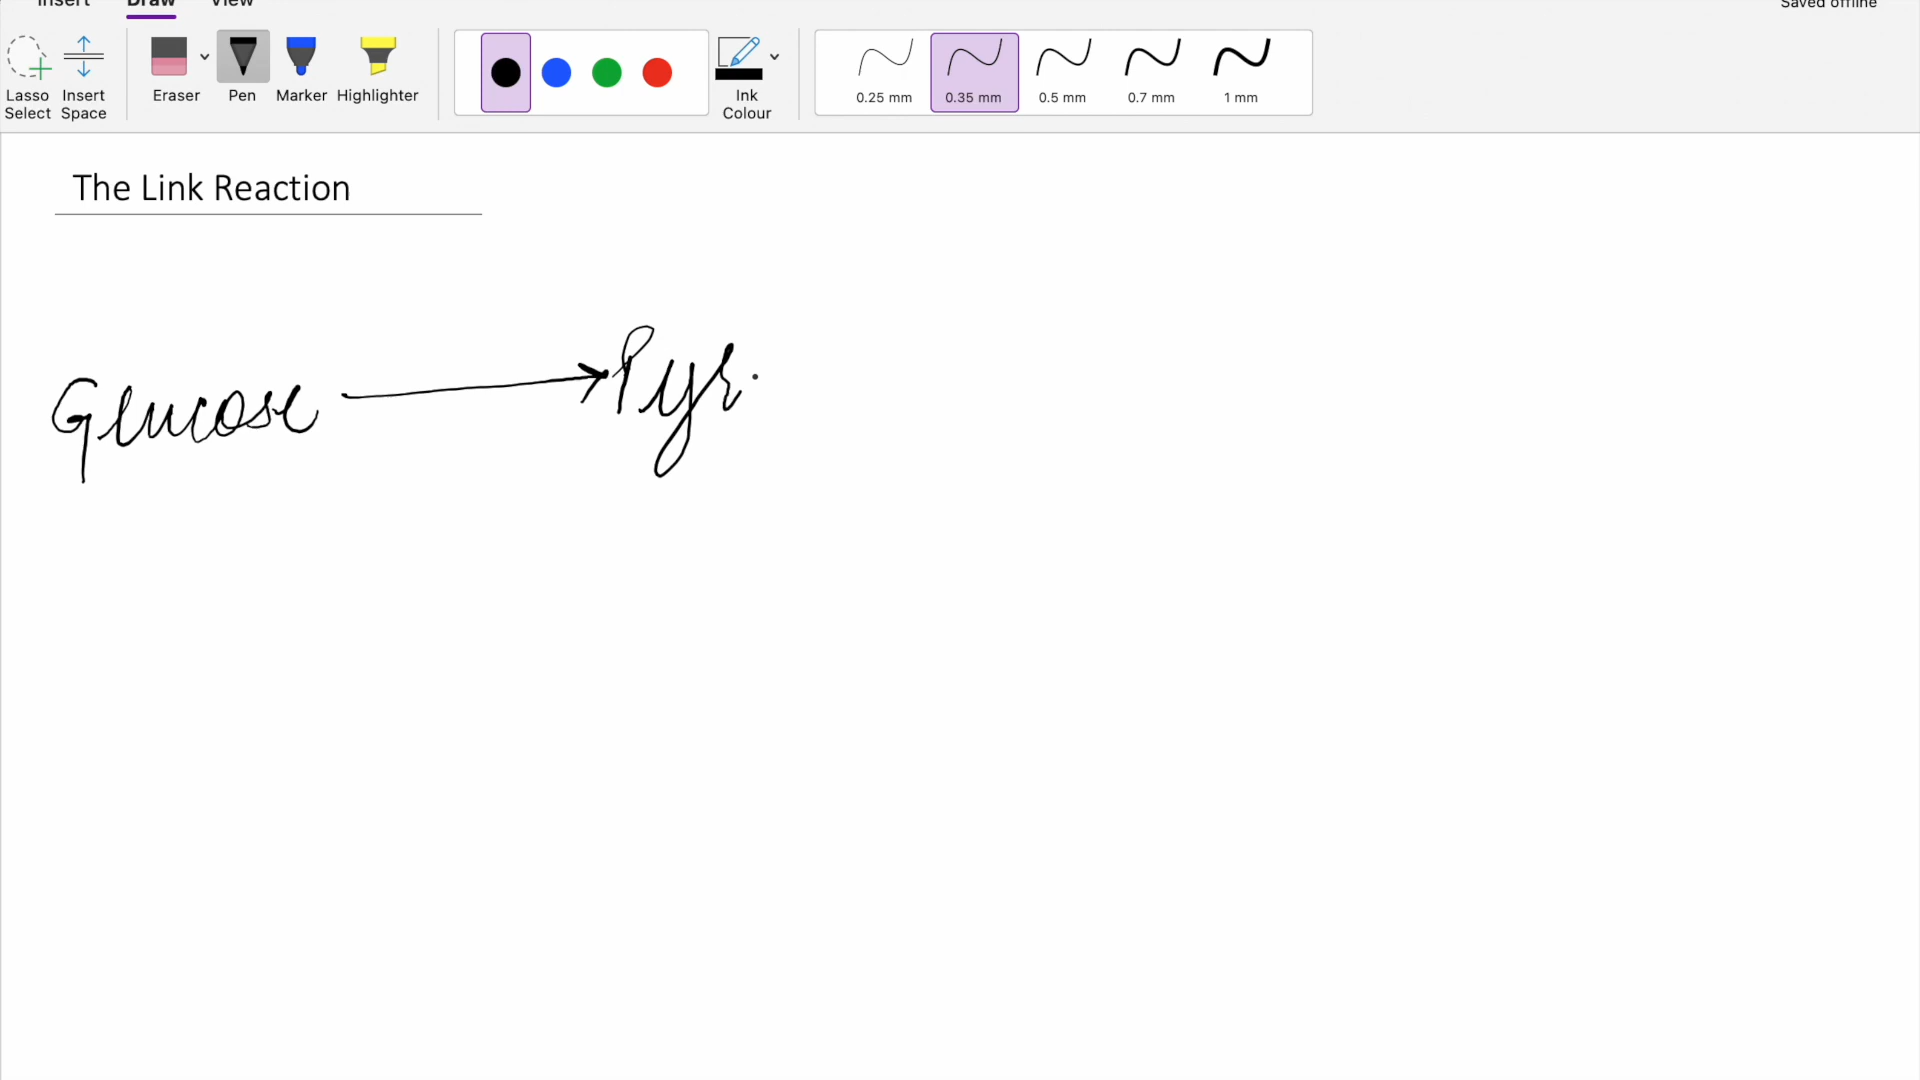 Insert Draw View Saved offline
Lasso Select Insert Space Eraser Pen Marker Highlighter Ink Colour 0.25 mm 0.35 mm 0.5 mm 0.7 mm 1 mm
The Link Reaction
Glucose → Pyr